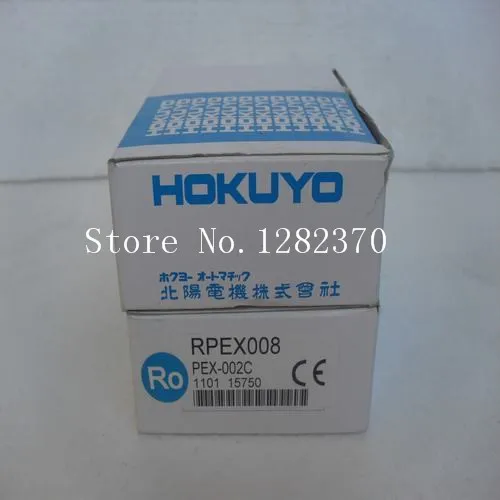 HOKUYO
HOKUYO
Store No.1282370
ホクヨー オートマチック
北陽電機株式會社
RPEX008
Ro
PEX-002C
1101 15750
CE